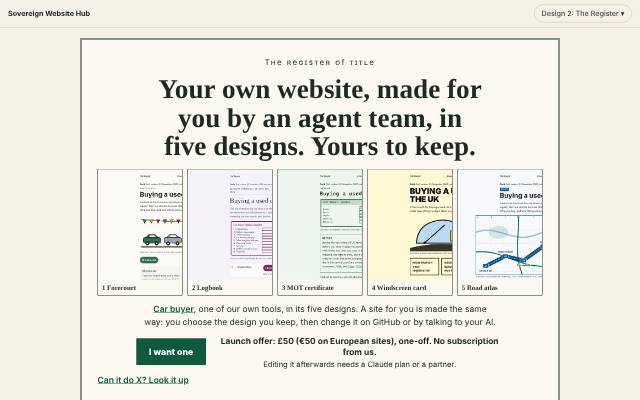 Sovereign Website Hub
Design 2: The Register ▾
The register of title
Your own website, made for
you by an agent team, in
five designs. Yours to keep.
Buying a used
Buying a used
Buying a used
BUYING A
THE UK
Buying a used
1 Forecourt
2 Logbook
3 MOT certificate
4 Windscreen card
5 Road atlas
Car buyer, one of our own tools, in its five designs. A site for you is made the same
way: you choose the design you keep, then change it on GitHub or by talking to your AI.
I want one
Launch offer: £50 (€50 on European sites), one-off. No subscription
from us.
Editing it afterwards needs a Claude plan or a partner.
Can it do X? Look it up